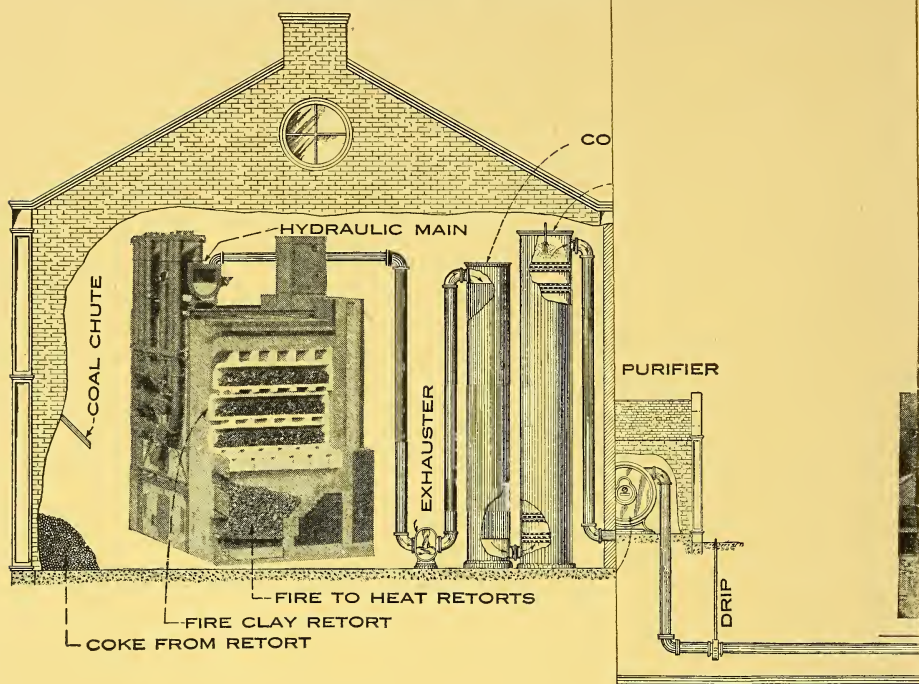 CO
HYDRAULIC MAIN
COAL CHUTE
PURIFIER
EXHAUSTER
DRIP
FIRE TO HEAT RETORTS
FIRE CLAY RETORT
COKE FROM RETORT